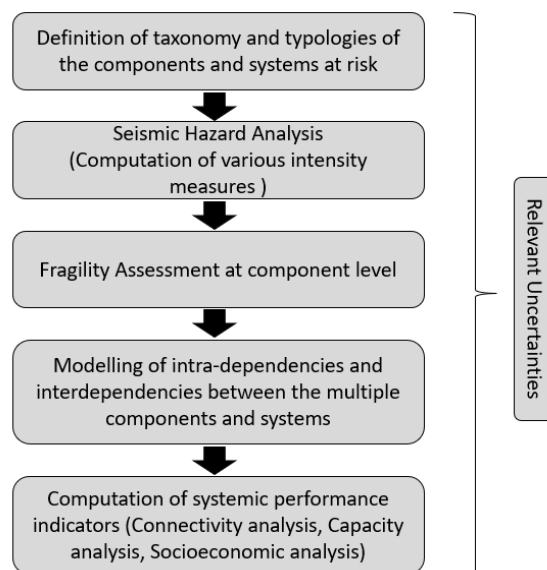 Definition of taxonomy and typologies of
the components and systems at risk
Seismic Hazard Analysis
(Computation of various intensity
measures )
Fragility Assessment at component level
Modelling of intra-dependencies and
interdependencies between the multiple
components and systems
Computation of systemic performance
indicators (Connectivity analysis, Capacity
analysis, Socioeconomic analysis)
Relevant Uncertainties